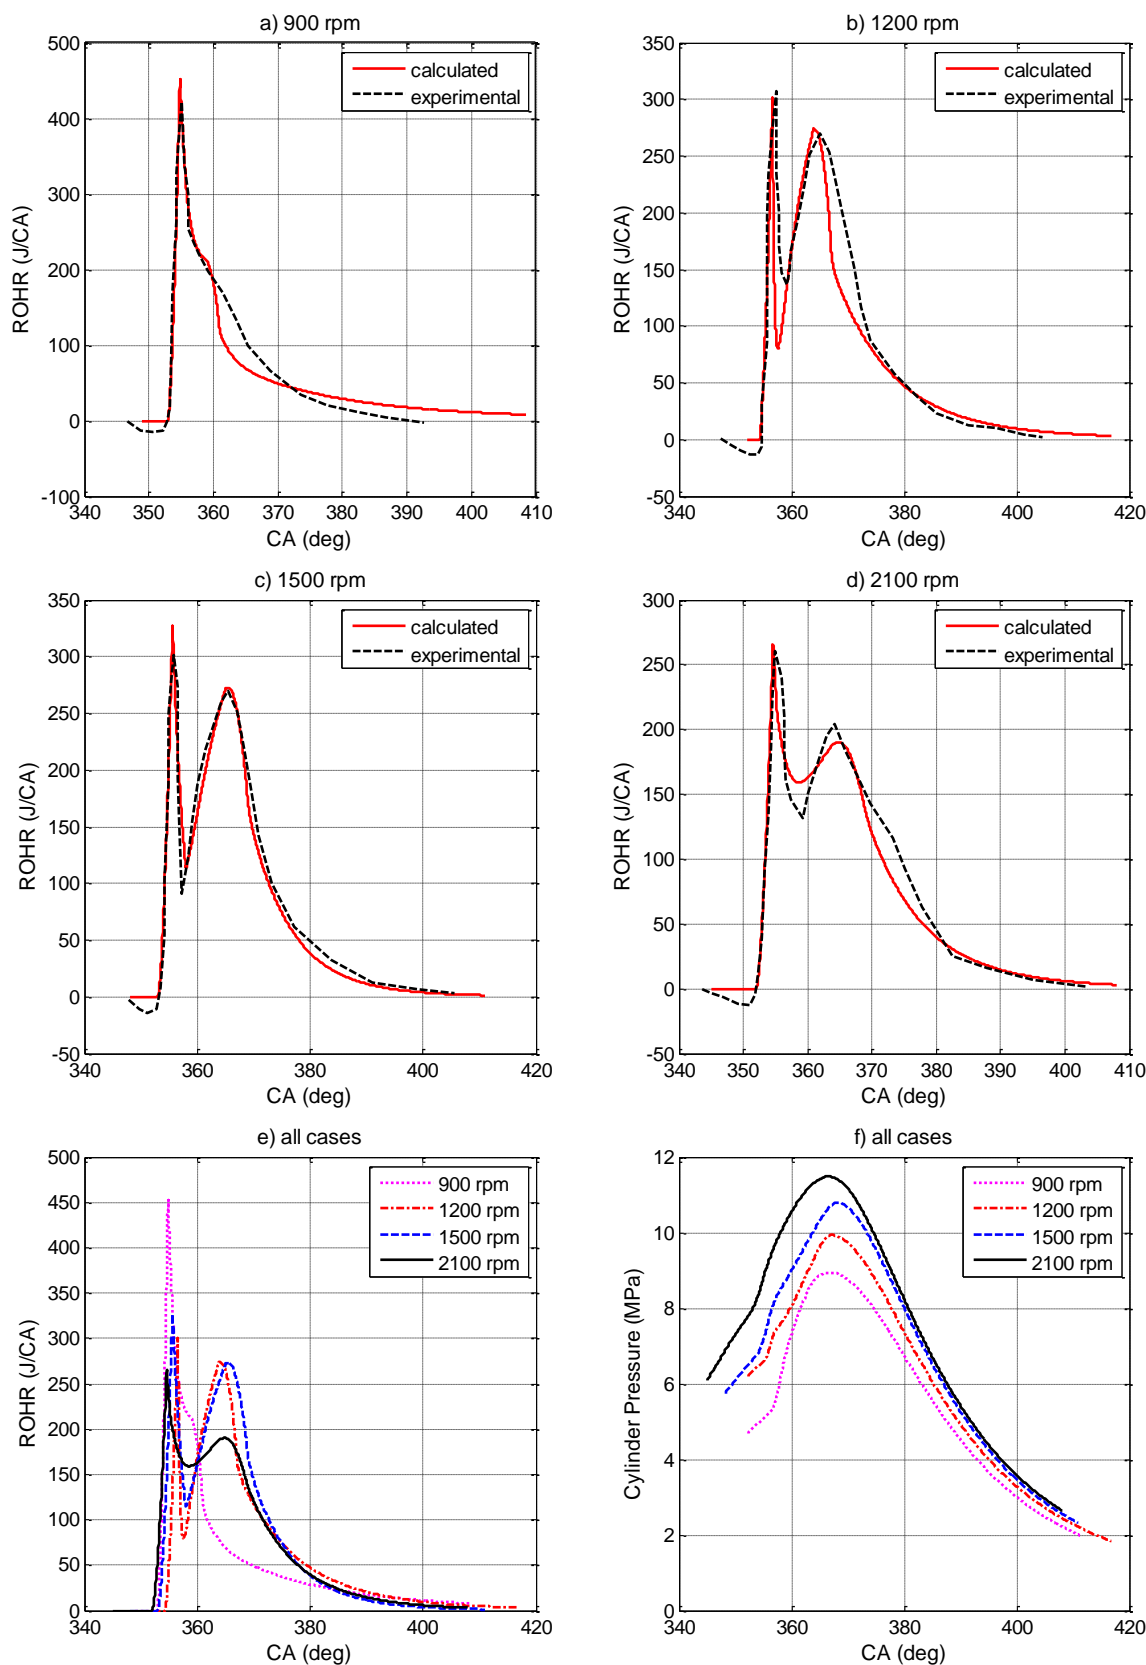 a) 900 rpm
500
400
300
200
100
0
-100
340 350 360 370 380 390 400 410
ROHR (J/CA)
CA (deg)
calculated
experimental
b) 1200 rpm
350
300
250
200
150
100
50
0
-50
340 360 380 400 420
ROHR (J/CA)
CA (deg)
calculated
experimental
c) 1500 rpm
350
300
250
200
150
100
50
0
-50
340 360 380 400 420
ROHR (J/CA)
CA (deg)
calculated
experimental
d) 2100 rpm
300
250
200
150
100
50
0
-50
340 350 360 370 380 390 400 410
ROHR (J/CA)
CA (deg)
calculated
experimental
e) all cases
500
450
400
350
300
250
200
150
100
50
0
340 360 380 400 420
ROHR (J/CA)
CA (deg)
900 rpm
1200 rpm
1500 rpm
2100 rpm
f) all cases
12
10
8
6
4
2
0
340 360 380 400 420
Cylinder Pressure (MPa)
CA (deg)
900 rpm
1200 rpm
1500 rpm
2100 rpm